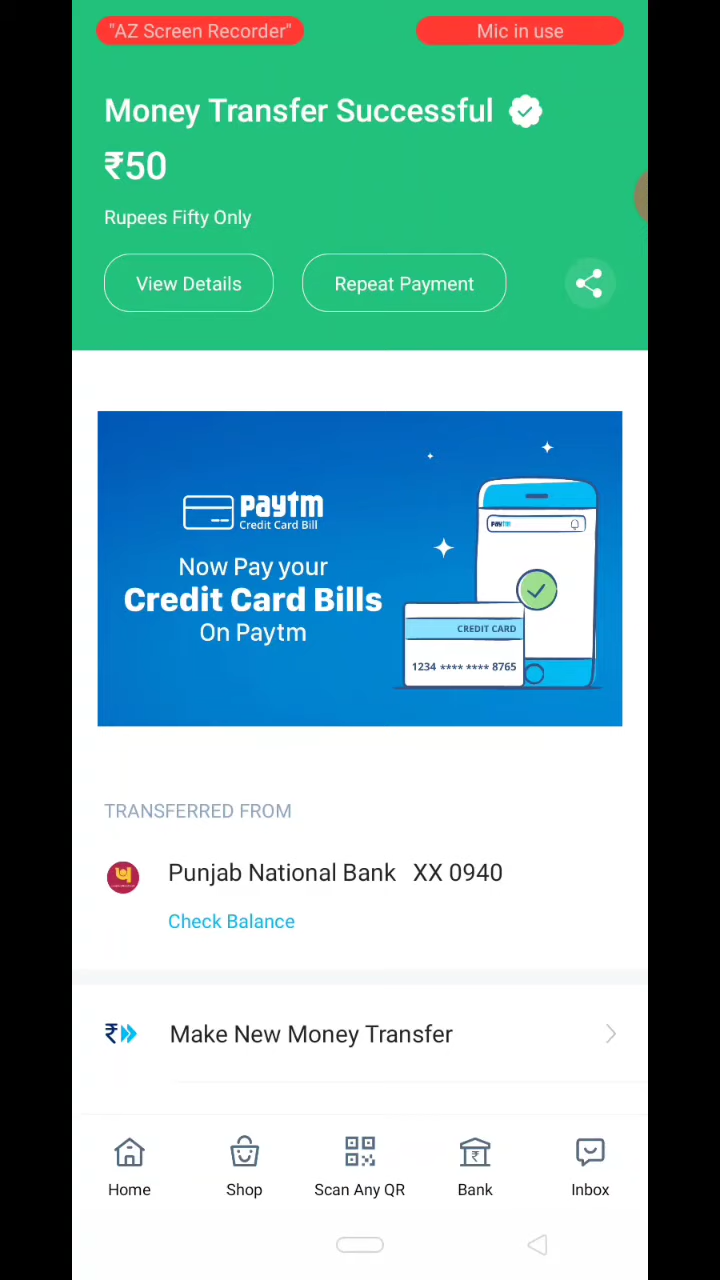 "AZ Screen Recorder" Mic in use
Money Transfer Successful
₹50
Rupees Fifty Only
View Details Repeat Payment
paytm
Credit Card Bill
Now Pay your
Credit Card Bills
On Paytm
paytm
CREDIT CARD
1234 **** **** 8765
TRANSFERRED FROM
Punjab National Bank XX 0940
Check Balance
₹ Make New Money Transfer
Home Shop Scan Any QR Bank Inbox